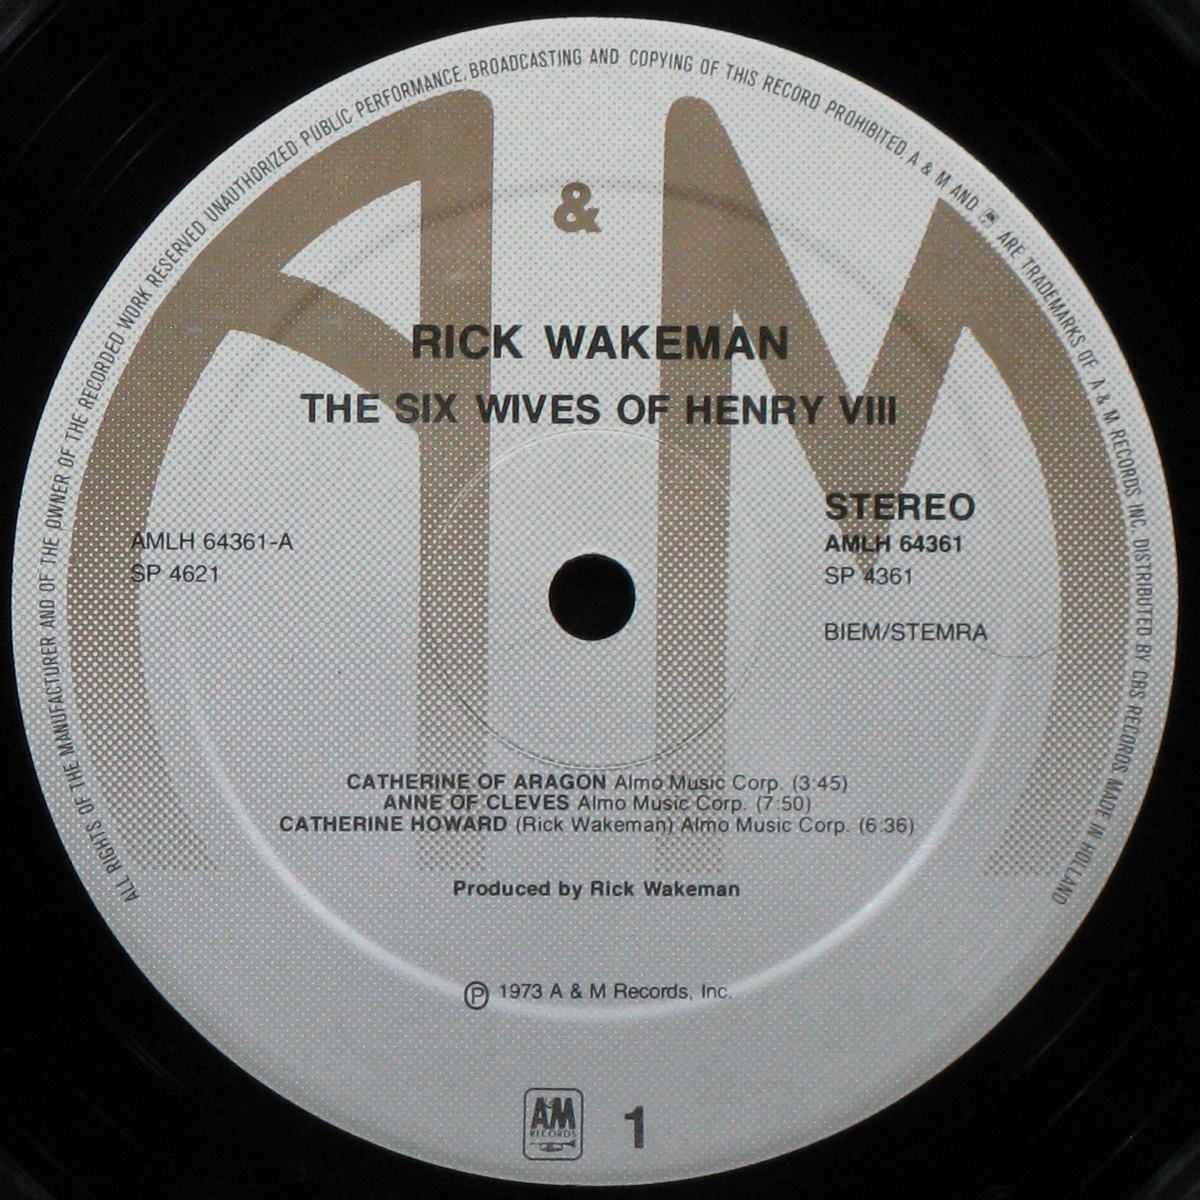 ALL RIGHTS OF THE MANUFACTURER AND OF THE OWNER OF THE RECORDED WORK RESERVED UNAUTHORIZED PUBLIC PERFORMANCE, BROADCASTING AND COPYING OF THIS RECORD PROHIBITED A & M AND AM ARE TRADEMARKS OF A & M RECORDS INC. DISTRIBUTED BY CBS RECORDS MADE IN HOLLAND
A & M
RICK WAKEMAN
THE SIX WIVES OF HENRY VIII
AMLH 64361-A
SP 4621
STEREO
AMLH 64361
SP 4361
BIEM/STEMRA
CATHERINE OF ARAGON Almo Music Corp. (3:45)
ANNE OF CLEVES Almo Music Corp. (7:50)
CATHERINE HOWARD (Rick Wakeman) Almo Music Corp. (6:36)
Produced by Rick Wakeman
℗ 1973 A & M Records, Inc.
AM
RECORDS
1